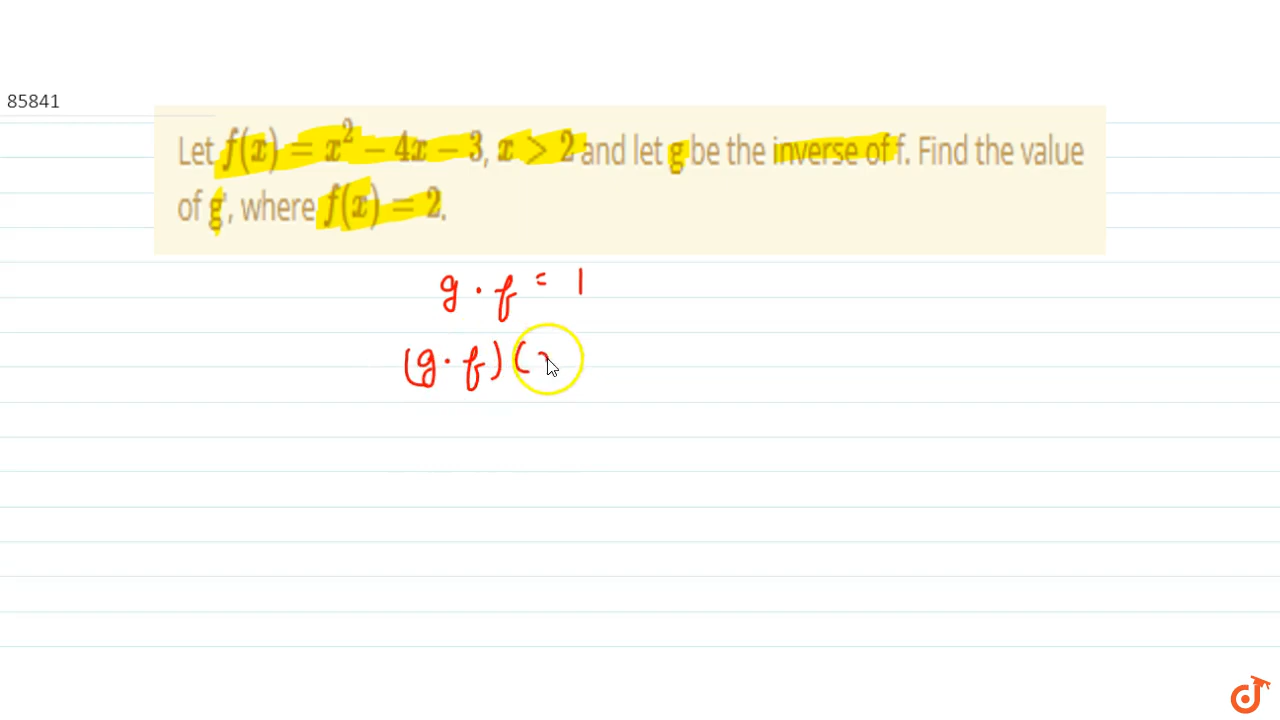 85841
Let f(x) = x² − 4x − 3, x > 2 and let g be the inverse of f. Find the value
of g', where f(x) = 2.
g · f = 1
(g · f) (